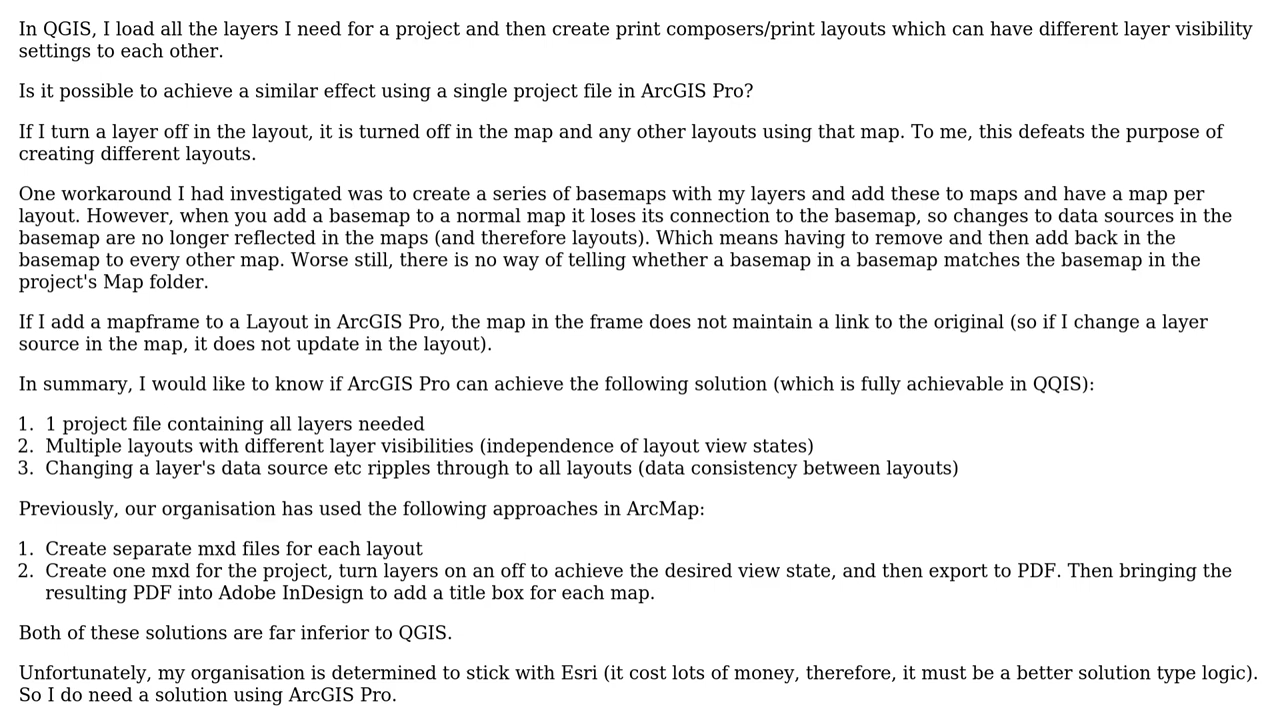 In QGIS, I load all the layers I need for a project and then create print composers/print layouts which can have different layer visibility
settings to each other.
Is it possible to achieve a similar effect using a single project file in ArcGIS Pro?
If I turn a layer off in the layout, it is turned off in the map and any other layouts using that map. To me, this defeats the purpose of
creating different layouts.
One workaround I had investigated was to create a series of basemaps with my layers and add these to maps and have a map per
layout. However, when you add a basemap to a normal map it loses its connection to the basemap, so changes to data sources in the
basemap are no longer reflected in the maps (and therefore layouts). Which means having to remove and then add back in the
basemap to every other map. Worse still, there is no way of telling whether a basemap in a basemap matches the basemap in the
project's Map folder.
If I add a mapframe to a Layout in ArcGIS Pro, the map in the frame does not maintain a link to the original (so if I change a layer
source in the map, it does not update in the layout).
In summary, I would like to know if ArcGIS Pro can achieve the following solution (which is fully achievable in QQIS):
1. 1 project file containing all layers needed
2. Multiple layouts with different layer visibilities (independence of layout view states)
3. Changing a layer's data source etc ripples through to all layouts (data consistency between layouts)
Previously, our organisation has used the following approaches in ArcMap:
1. Create separate mxd files for each layout
2. Create one mxd for the project, turn layers on an off to achieve the desired view state, and then export to PDF. Then bringing the
resulting PDF into Adobe InDesign to add a title box for each map.
Both of these solutions are far inferior to QGIS.
Unfortunately, my organisation is determined to stick with Esri (it cost lots of money, therefore, it must be a better solution type logic).
So I do need a solution using ArcGIS Pro.